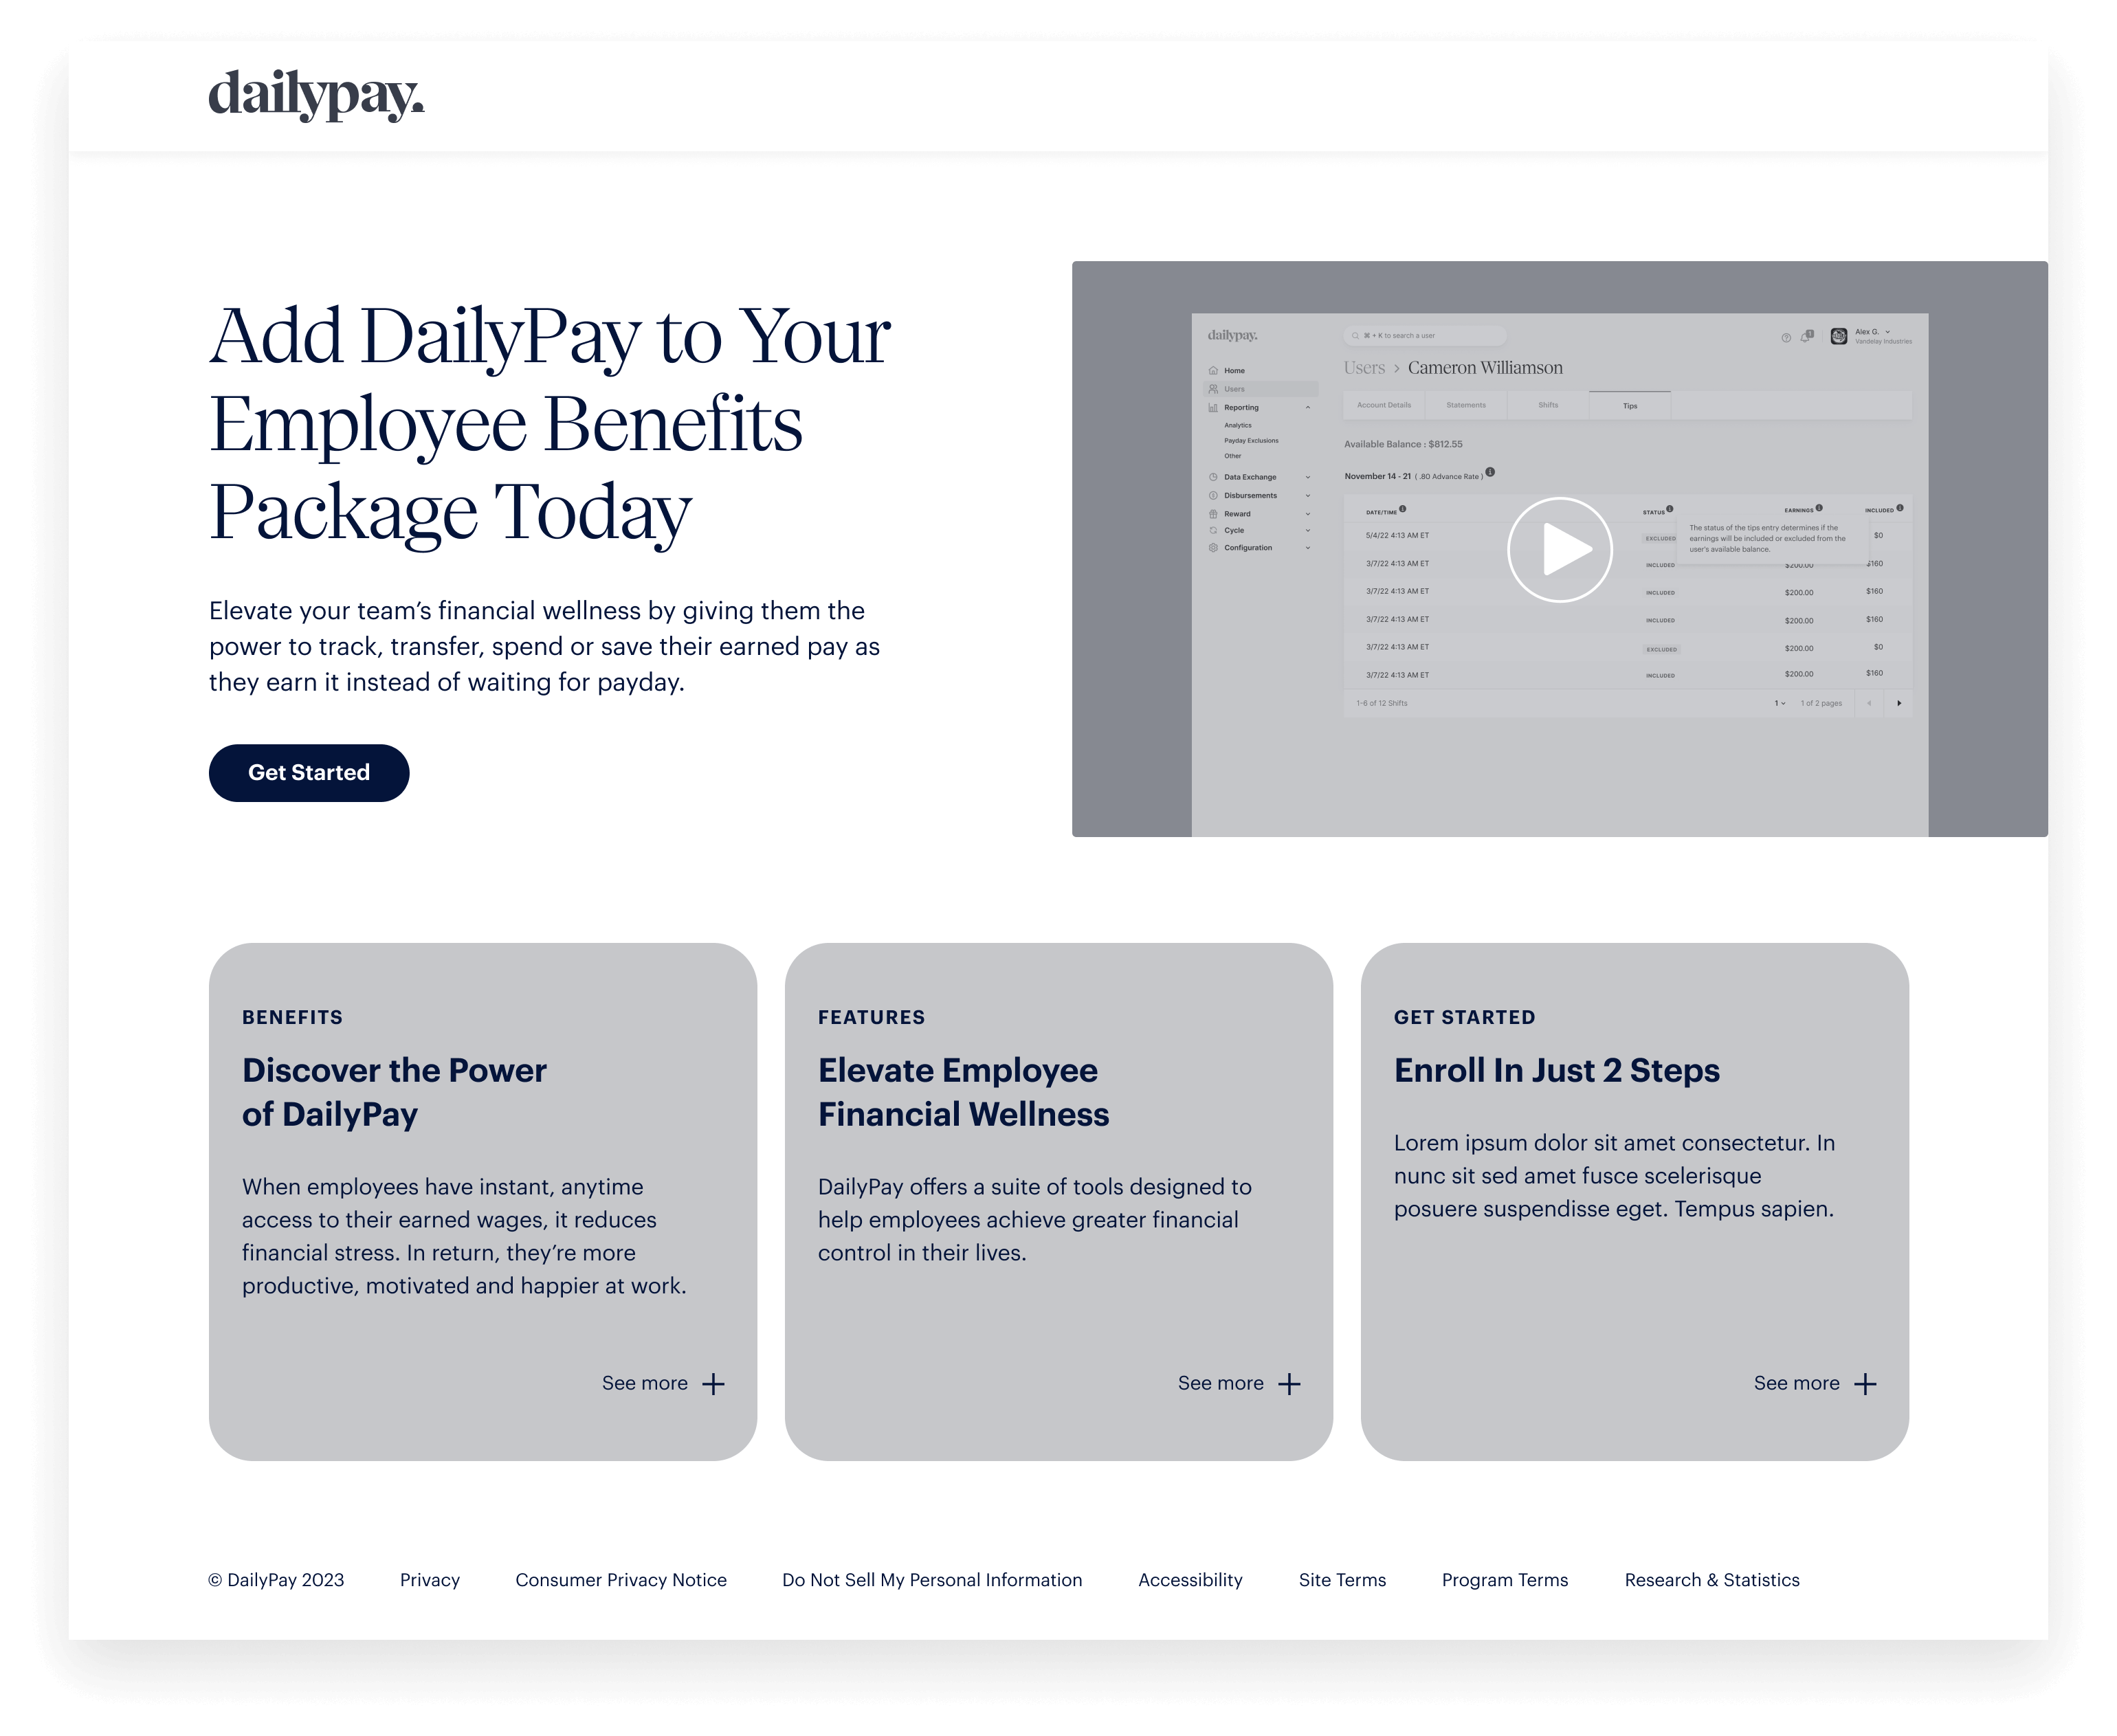 dailypay.
Add DailyPay to Your
Employee Benefits
Package Today
Elevate your team’s financial wellness by giving them the
power to track, transfer, spend or save their earned pay as
they earn it instead of waiting for payday.
Get Started
dailypay.
⌘ + K to search a user
1
Alex G.
Vandelay Industries
Home
Users
Reporting
Analytics
Payday Exclusions
Other
Data Exchange
Disbursements
Reward
Cycle
Configuration
Users > Cameron Williamson
Account Details Statements Shifts Tips
Available Balance : $812.55
November 14 - 21 ( .80 Advance Rate )
DATE/TIME STATUS EARNINGS INCLUDED
The status of the tips entry determines if the
earnings will be included or excluded from the
user's available balance.
5/4/22 4:13 AM ET EXCLUDED $0
3/7/22 4:13 AM ET INCLUDED $200.00 $160
3/7/22 4:13 AM ET INCLUDED $200.00 $160
3/7/22 4:13 AM ET INCLUDED $200.00 $160
3/7/22 4:13 AM ET EXCLUDED $200.00 $0
3/7/22 4:13 AM ET INCLUDED $200.00 $160
1-6 of 12 Shifts 1 1 of 2 pages
BENEFITS
Discover the Power
of DailyPay
When employees have instant, anytime
access to their earned wages, it reduces
financial stress. In return, they’re more
productive, motivated and happier at work.
See more
FEATURES
Elevate Employee
Financial Wellness
DailyPay offers a suite of tools designed to
help employees achieve greater financial
control in their lives.
See more
GET STARTED
Enroll In Just 2 Steps
Lorem ipsum dolor sit amet consectetur. In
nunc sit sed amet fusce scelerisque
posuere suspendisse eget. Tempus sapien.
See more
© DailyPay 2023 Privacy Consumer Privacy Notice Do Not Sell My Personal Information Accessibility Site Terms Program Terms Research & Statistics